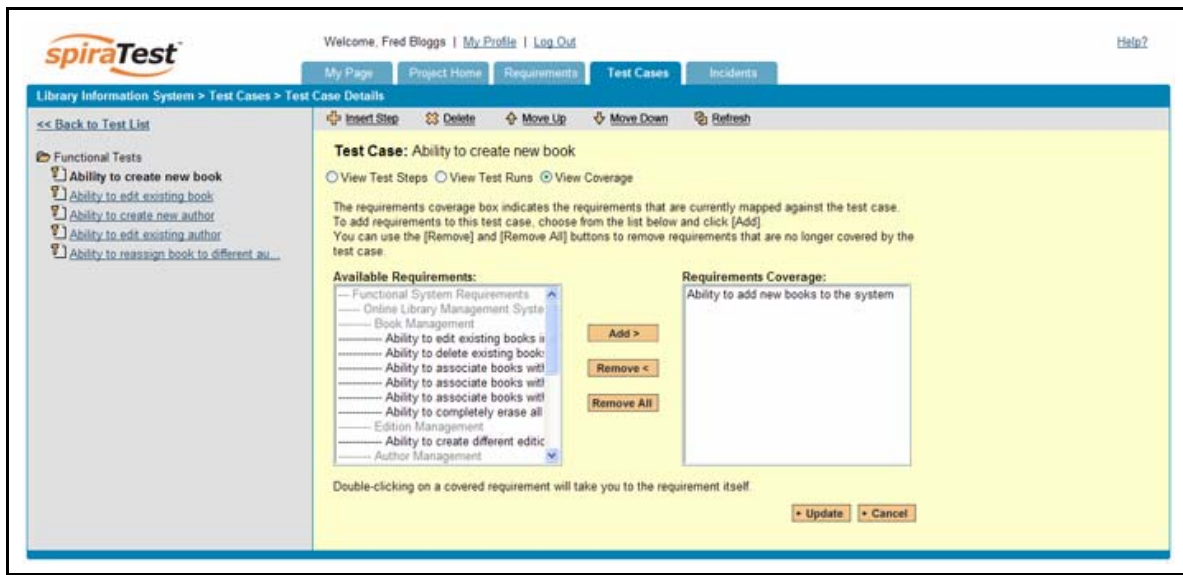 spiraTest
Welcome, Fred Bloggs | My Profile | Log Out
Help?
My Page
Project Home
Requirements
Test Cases
Incidents
Library Information System > Test Cases > Test Case Details
<< Back to Test List
Functional Tests
Ability to create new book
Ability to edit existing book
Ability to create new author
Ability to edit existing author
Ability to reassign book to different au...
Insert Step
Delete
Move Up
Move Down
Refresh
Test Case: Ability to create new book
View Test Steps
View Test Runs
View Coverage
The requirements coverage box indicates the requirements that are currently mapped against the test case.
To add requirements to this test case, choose from the list below and click [Add].
You can use the [Remove] and [Remove All] buttons to remove requirements that are no longer covered by the
test case.
Available Requirements:
--- Functional System Requirements
------ Online Library Management Syste
--------- Book Management
------------ Ability to edit existing books i
------------ Ability to delete existing book
------------ Ability to associate books wit
------------ Ability to associate books wit
------------ Ability to associate books wit
------------ Ability to completely erase all
--------- Edition Management
------------ Ability to create different editio
--------- Author Management
Add >
Remove <
Remove All
Requirements Coverage:
Ability to add new books to the system
Double-clicking on a covered requirement will take you to the requirement itself.
Update
Cancel